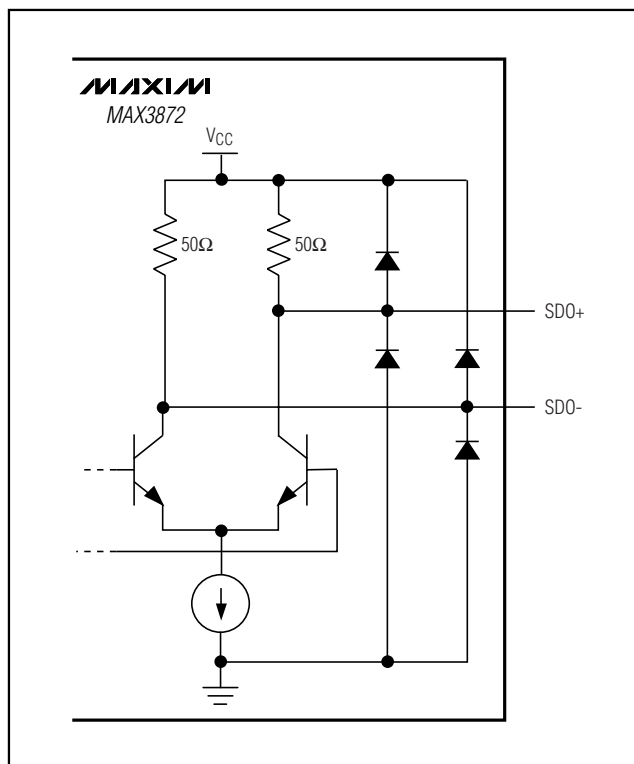 MAXIM
MAX3872
VCC
50Ω 50Ω
SDO+
SDO-